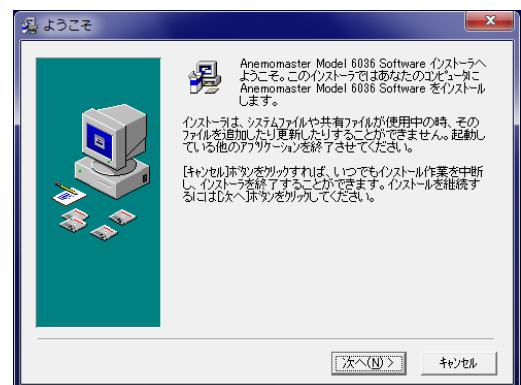 ようこそ
Anemomaster Model 6036 Software ｲﾝｽﾄｰﾗへ
ようこそ。このｲﾝｽﾄｰﾗではあなたのｺﾝﾋﾟｭｰﾀに
Anemomaster Model 6036 Software をｲﾝｽﾄｰﾙ
します。
ｲﾝｽﾄｰﾗは、ｼｽﾃﾑﾌｧｲﾙや共有ﾌｧｲﾙが使用中の時、その
ﾌｧｲﾙを追加したり更新したりすることができません。起動し
ている他のｱﾌﾟﾘｹｰｼｮﾝを終了させてください。
[ｷｬﾝｾﾙ]ﾎﾞﾀﾝをｸﾘｯｸすれば、いつでもｲﾝｽﾄｰﾙ作業を中断
し、ｲﾝｽﾄｰﾗを終了することができます。ｲﾝｽﾄｰﾙを継続す
るには[次へ]ﾎﾞﾀﾝをｸﾘｯｸしてください。
次へ(N) >
ｷｬﾝｾﾙ